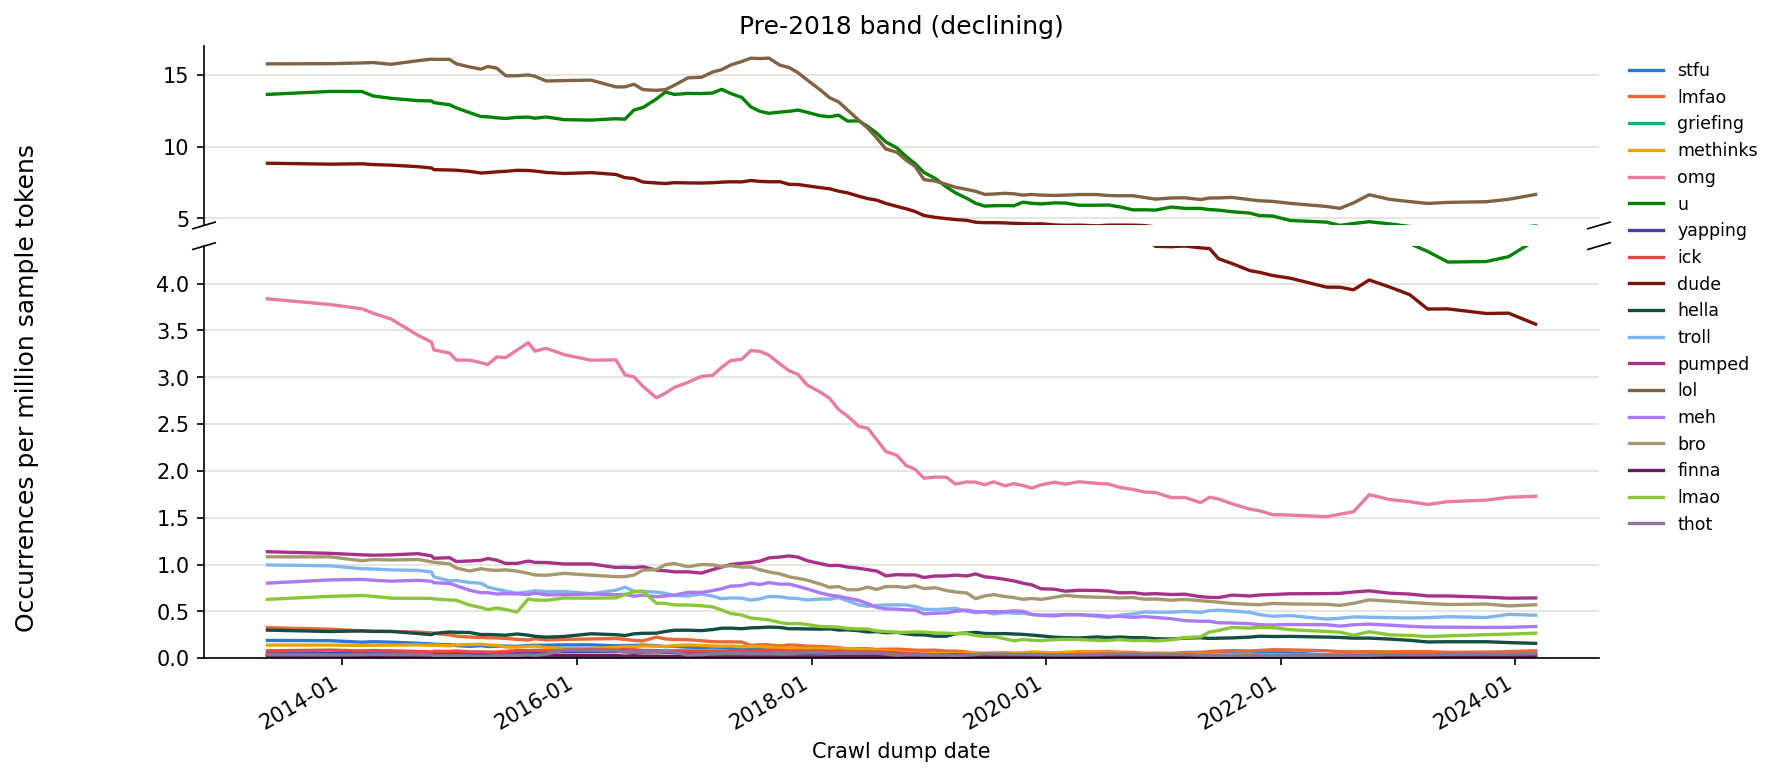 Pre-2018 band (declining)
Occurrences per million sample tokens
15
10
5
4.0
3.5
3.0
2.5
2.0
1.5
1.0
0.5
0.0
2014-01
2016-01
2018-01
2020-01
2022-01
2024-01
Crawl dump date
stfu
lmfao
griefing
methinks
omg
u
yapping
ick
dude
hella
troll
pumped
lol
meh
bro
finna
lmao
thot